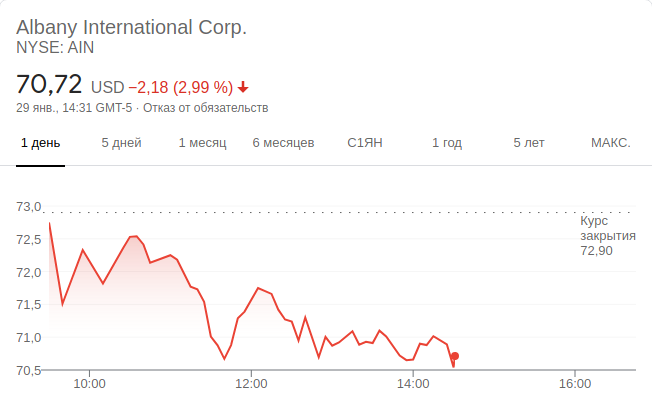 Albany International Corp.
NYSE: AIN
70,72 USD −2,18 (2,99 %)
29 янв., 14:31 GMT-5 · Отказ от обязательств
1 день 5 дней 1 месяц 6 месяцев С1ЯН 1 год 5 лет МАКС.
73,0
Курс
закрытия
72,90
72,5
72,0
71,5
71,0
70,5
10:00 12:00 14:00 16:00